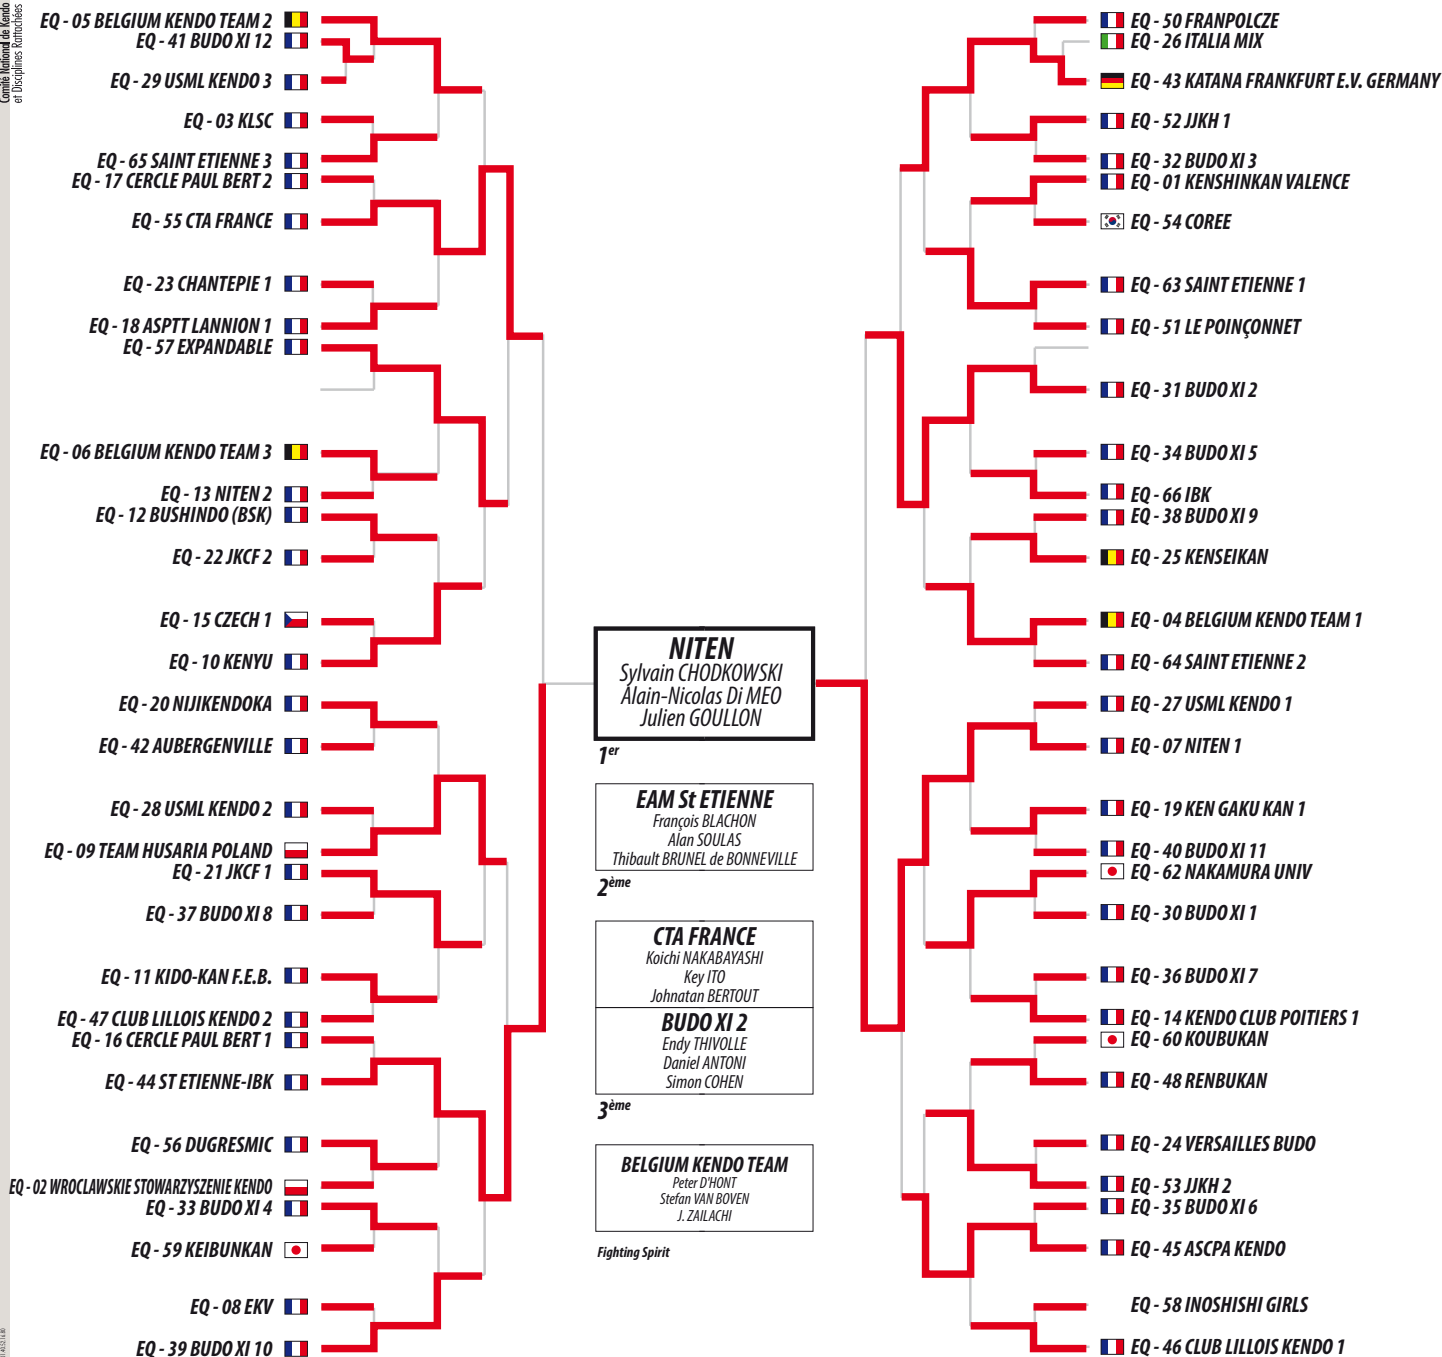 Comité National de Kendo
et Disciplines Rattachées
EQ - 05 BELGIUM KENDO TEAM 2
EQ - 41 BUDO XI 12
EQ - 29 USML KENDO 3
EQ - 03 KLSC
EQ - 65 SAINT ETIENNE 3
EQ - 17 CERCLE PAUL BERT 2
EQ - 55 CTA FRANCE
EQ - 23 CHANTEPIE 1
EQ - 18 ASPTT LANNION 1
EQ - 57 EXPANDABLE
EQ - 06 BELGIUM KENDO TEAM 3
EQ - 13 NITEN 2
EQ - 12 BUSHINDO (BSK)
EQ - 22 JKCF 2
EQ - 15 CZECH 1
EQ - 10 KENYU
EQ - 20 NIJIKENDOKA
EQ - 42 AUBERGENVILLE
EQ - 28 USML KENDO 2
EQ - 09 TEAM HUSARIA POLAND
EQ - 21 JKCF 1
EQ - 37 BUDO XI 8
EQ - 11 KIDO-KAN F.E.B.
EQ - 47 CLUB LILLOIS KENDO 2
EQ - 16 CERCLE PAUL BERT 1
EQ - 44 ST ETIENNE-IBK
EQ - 56 DUGRESMIC
EQ - 02 WROCLAWSKIE STOWARZYSZENIE KENDO
EQ - 33 BUDO XI 4
EQ - 59 KEIBUNKAN
EQ - 08 EKV
EQ - 39 BUDO XI 10
NITEN
Sylvain CHODKOWSKI
Alain-Nicolas Di MEO
Julien GOULLON
1er
EAM St ETIENNE
François BLACHON
Alan SOULAS
Thibault BRUNEL de BONNEVILLE
2ème
CTA FRANCE
Koichi NAKABAYASHI
Key ITO
Johnatan BERTOUT
BUDO XI 2
Endy THIVOLLE
Daniel ANTONI
Simon COHEN
3ème
BELGIUM KENDO TEAM
Peter D'HONT
Stefan VAN BOVEN
J. ZAILACHI
Fighting Spirit
EQ - 50 FRANPOLCZE
EQ - 26 ITALIA MIX
EQ - 43 KATANA FRANKFURT E.V. GERMANY
EQ - 52 JJKH 1
EQ - 32 BUDO XI 3
EQ - 01 KENSHINKAN VALENCE
EQ - 54 COREE
EQ - 63 SAINT ETIENNE 1
EQ - 51 LE POINÇONNET
EQ - 31 BUDO XI 2
EQ - 34 BUDO XI 5
EQ - 66 IBK
EQ - 38 BUDO XI 9
EQ - 25 KENSEIKAN
EQ - 04 BELGIUM KENDO TEAM 1
EQ - 64 SAINT ETIENNE 2
EQ - 27 USML KENDO 1
EQ - 07 NITEN 1
EQ - 19 KEN GAKU KAN 1
EQ - 40 BUDO XI 11
EQ - 62 NAKAMURA UNIV
EQ - 30 BUDO XI 1
EQ - 36 BUDO XI 7
EQ - 14 KENDO CLUB POITIERS 1
EQ - 60 KOUBUKAN
EQ - 48 RENBUKAN
EQ - 24 VERSAILLES BUDO
EQ - 53 JJKH 2
EQ - 35 BUDO XI 6
EQ - 45 ASCPA KENDO
EQ - 58 INOSHISHI GIRLS
EQ - 46 CLUB LILLOIS KENDO 1